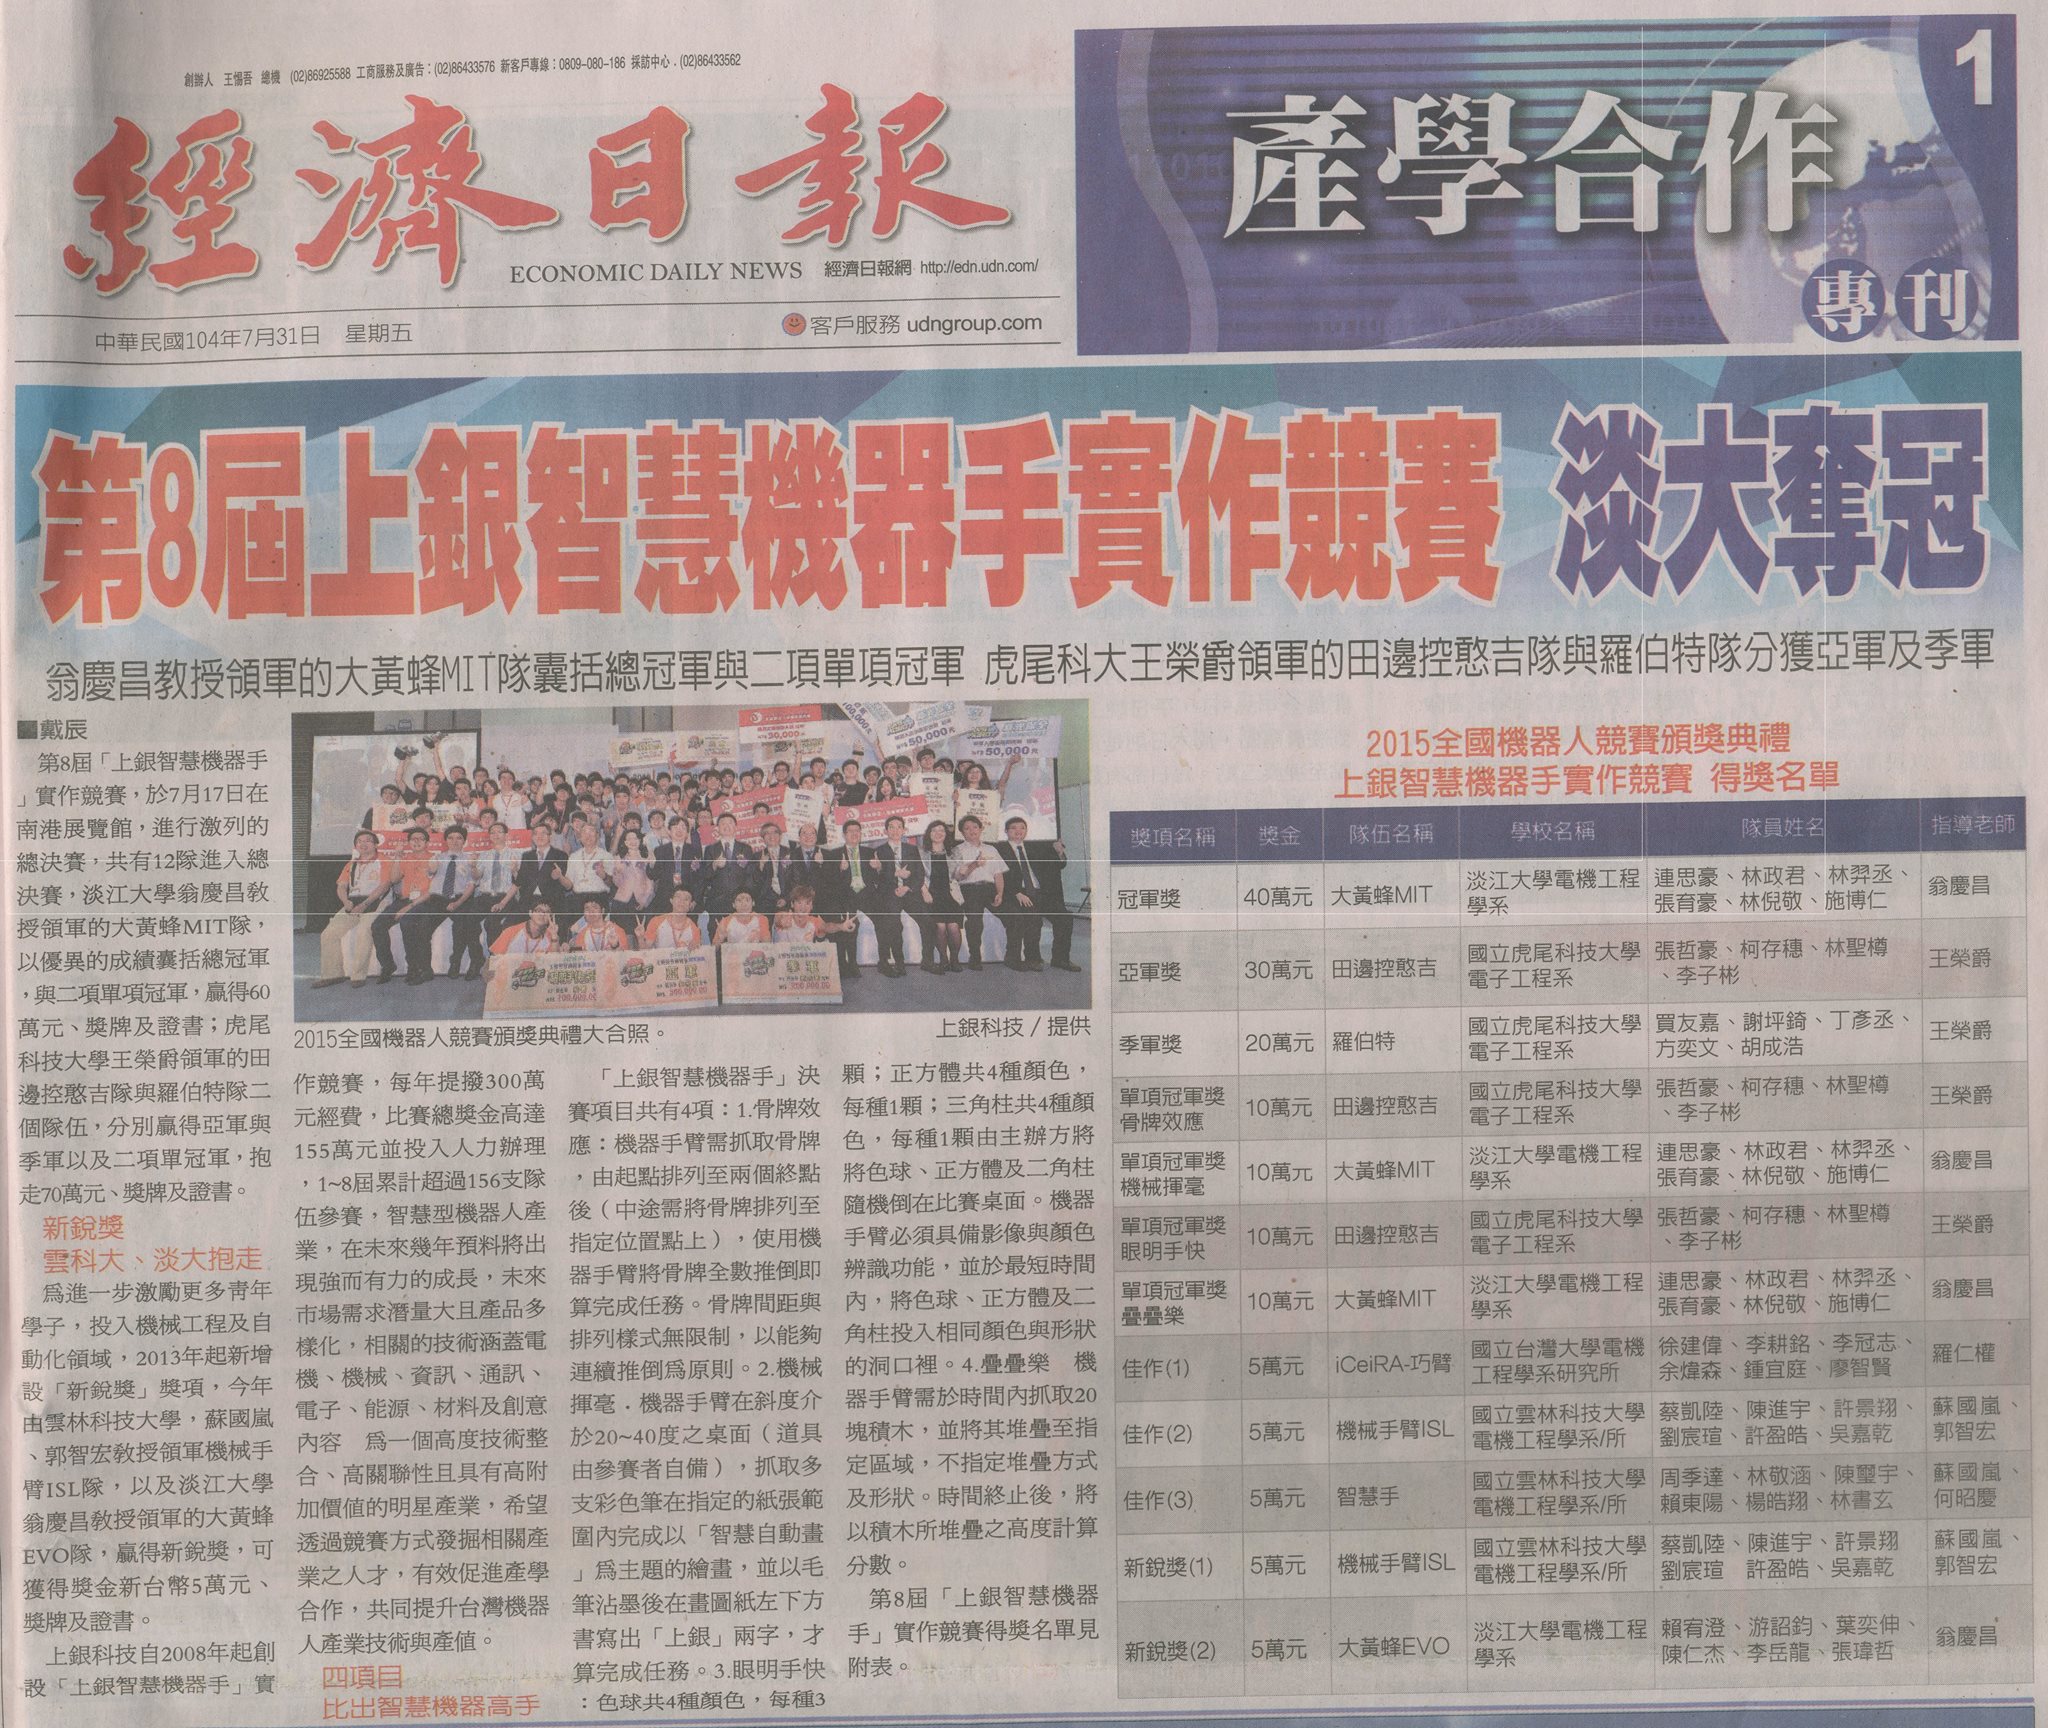 創辦人 王惕吾 總機 (02)86925588 工商服務及廣告：(02)86433576 新客戶專線：0809-080-186 採訪中心．(02)86433562
經濟日報
ECONOMIC DAILY NEWS 經濟日報網 http://edn.udn.com/
中華民國104年7月31日 星期五
客戶服務 udngroup.com
1
產學合作
專刊
第8屆上銀智慧機器手實作競賽 淡大奪冠
翁慶昌教授領軍的大黃蜂MIT隊囊括總冠軍與二項單項冠軍 虎尾科大王榮爵領軍的田邊控憨吉隊與羅伯特隊分獲亞軍及季軍
■戴辰
第8屆「上銀智慧機器手
」實作競賽，於7月17日在
南港展覽館，進行激列的
總決賽，共有12隊進入總
決賽，淡江大學翁慶昌教
授領軍的犬黃蜂MIT隊，
以優異的成績囊括總冠軍
，與二項單項冠軍，贏得60
萬元、獎牌及證書；虎尾
科技大學王榮爵領軍的田
邊控憨吉隊與羅伯特隊二
個隊伍，分別贏得亞軍與
季軍以及二項單冠軍，抱
走70萬元、獎牌及證書。
新銳獎
雲科大、淡大抱走
為進一步激勵更多青年
學子，投入機械工程及自
動化領域，2013年起新增
設「新銳獎」獎項，今年
由雲林科技大學，蘇國嵐
、郭智宏教授領軍機械手
臂ISL隊，以及淡江大學
翁慶昌教授領軍的大黃蜂
EVO隊，贏得新銳獎，可
獲得獎金新台幣5萬元、
獎牌及證書。
上銀科技自2008年起創
設「上銀智慧機器手」實
30,000元
100,000元
50,000元
50,000元
2015全國機器人競賽頒獎典禮大合照。
上銀科技／提供
作競賽，每年提撥300萬
元經費，比賽總獎金高達
155萬元並投入人力辦理
，1~8屆累計超過156支隊
伍參賽，智慧型機器人產
業，在未來幾年預料將出
現強而有力的成長，未來
市場需求潛量大且產品多
樣化，相關的技術涵蓋電
機、機械、資訊、通訊、
電子、能源、材料及創意
內容 為一個高度技術整
合、高關聯性且具有高附
加價值的明星產業，希望
透過競賽方式發掘相關產
業之人才，有效促進產學
合作，共同提升台灣機器
人產業技術與產值。
四項目
比出智慧機器高手
「上銀智慧機器手」決
賽項目共有4項：1.骨牌效
應：機器手臂需抓取骨牌
，由起點排列至兩個終點
後（中途需將骨牌排列至
指定位置點上），使用機
器手臂將骨牌全數推倒即
算完成任務。骨牌間距與
排列樣式無限制，以能夠
連續推倒為原則。2.機械
揮毫．機器手臂在斜度介
於20~40度之桌面（道具
由參賽者自備），抓取多
支彩色筆在指定的紙張範
圍內完成以「智慧自動畫
」為主題的繪畫，並以毛
筆沾墨後在畫圖紙左下方
書寫出「上銀」兩字，才
算完成任務。3.眼明手快
：色球共4種顏色，每種3
顆；正方體共4種顏色，
每種1顆；三角柱共4種顏
色，每種1顆由主辦方將
將色球、正方體及二角柱
隨機倒在比賽桌面。機器
手臂必須具備影像與顏色
辨識功能，並於最短時間
內，將色球、正方體及二
角柱投入相同顏色與形狀
的洞口裡。4.疊疊樂 機
器手臂需於時間內抓取20
塊積木，並將其堆疊至指
定區域，不指定堆疊方式
及形狀。時間終止後，將
以積木所堆疊之高度計算
分數。
第8屆「上銀智慧機器
手」實作競賽得獎名單見
附表。
2015全國機器人競賽頒獎典禮
上銀智慧機器手實作競賽 得獎名單
獎項名稱 獎金 隊伍名稱 學校名稱 隊員姓名 指導老師
冠軍獎 40萬元 大黃蜂MIT 淡江大學電機工程學系 連思豪、林政君、林羿丞、張育豪、林倪敬、施博仁 翁慶昌
亞軍獎 30萬元 田邊控憨吉 國立虎尾科技大學電子工程系 張哲豪、柯存穗、林聖樽、李子彬 王榮爵
季軍獎 20萬元 羅伯特 國立虎尾科技大學電子工程系 買友嘉、謝坪錡、丁彥丞、方奕文、胡成浩 王榮爵
單項冠軍獎骨牌效應 10萬元 田邊控憨吉 國立虎尾科技大學電子工程系 張哲豪、柯存穗、林聖樽、李子彬 王榮爵
單項冠軍獎機械揮毫 10萬元 大黃蜂MIT 淡江大學電機工程學系 連思豪、林政君、林羿丞、張育豪、林倪敬、施博仁 翁慶昌
單項冠軍獎眼明手快 10萬元 田邊控憨吉 國立虎尾科技大學電子工程系 張哲豪、柯存穗、林聖樽、李子彬 王榮爵
單項冠軍獎疊疊樂 10萬元 大黃蜂MIT 淡江大學電機工程學系 連思豪、林政君、林羿丞、張育豪、林倪敬、施博仁 翁慶昌
佳作(1) 5萬元 iCeiRA-巧臂 國立台灣大學電機工程學系研究所 徐建偉、李耕銘、李冠志、余煒森、鍾宜庭、廖智賢 羅仁權
佳作(2) 5萬元 機械手臂ISL 國立雲林科技大學電機工程學系/所 蔡凱陸、陳進宇、許景翔、劉宸瑄、許盈皓、吳嘉乾 蘇國嵐、郭智宏
佳作(3) 5萬元 智慧手 國立雲林科技大學電機工程學系/所 周季達、林敬涵、陳璽宇、賴東陽、楊皓翔、林書玄 蘇國嵐、何昭慶
新銳獎(1) 5萬元 機械手臂ISL 國立雲林科技大學電機工程學系/所 蔡凱陸、陳進宇、許景翔 劉宸瑄 許盈皓、吳嘉乾 蘇國嵐、郭智宏
新銳獎(2) 5萬元 大黃蜂EVO 淡江大學電機工程學系 賴宥澄、游詔鈞、葉奕伸、陳仁杰、李岳龍、張瑋哲 翁慶昌